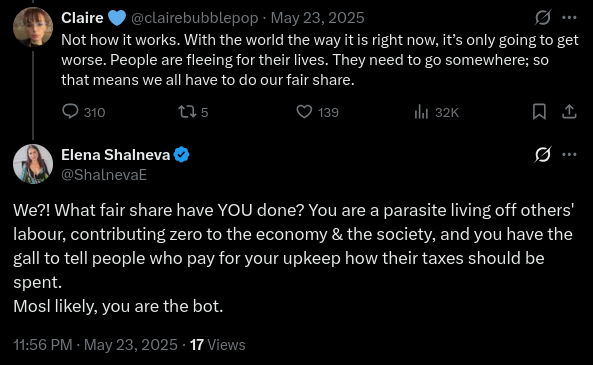 Claire 🩵 @clairebubblepop · May 23, 2025
Not how it works. With the world the way it is right now, it’s only going to get
worse. People are fleeing for their lives. They need to go somewhere; so
that means we all have to do our fair share.
310 5 139 32K
Elena Shalneva
@ShalnevaE
We?! What fair share have YOU done? You are a parasite living off others'
labour, contributing zero to the economy & the society, and you have the
gall to tell people who pay for your upkeep how their taxes should be
spent.
Mosl likely, you are the bot.
11:56 PM · May 23, 2025 · 17 Views